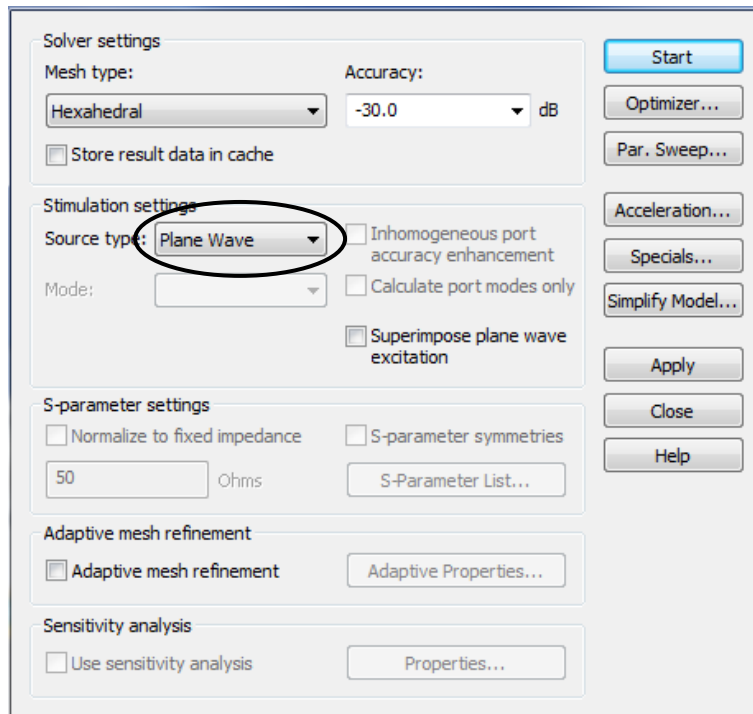 Solver settings
Mesh type:
Accuracy:
Hexahedral
-30.0
dB
Store result data in cache
Stimulation settings
Source type:
Plane Wave
Inhomogeneous port
accuracy enhancement
Mode:
Calculate port modes only
Superimpose plane wave
excitation
S-parameter settings
Normalize to fixed impedance
S-parameter symmetries
50
Ohms
S-Parameter List...
Adaptive mesh refinement
Adaptive mesh refinement
Adaptive Properties...
Sensitivity analysis
Use sensitivity analysis
Properties...
Start
Optimizer...
Par. Sweep...
Acceleration...
Specials...
Simplify Model...
Apply
Close
Help